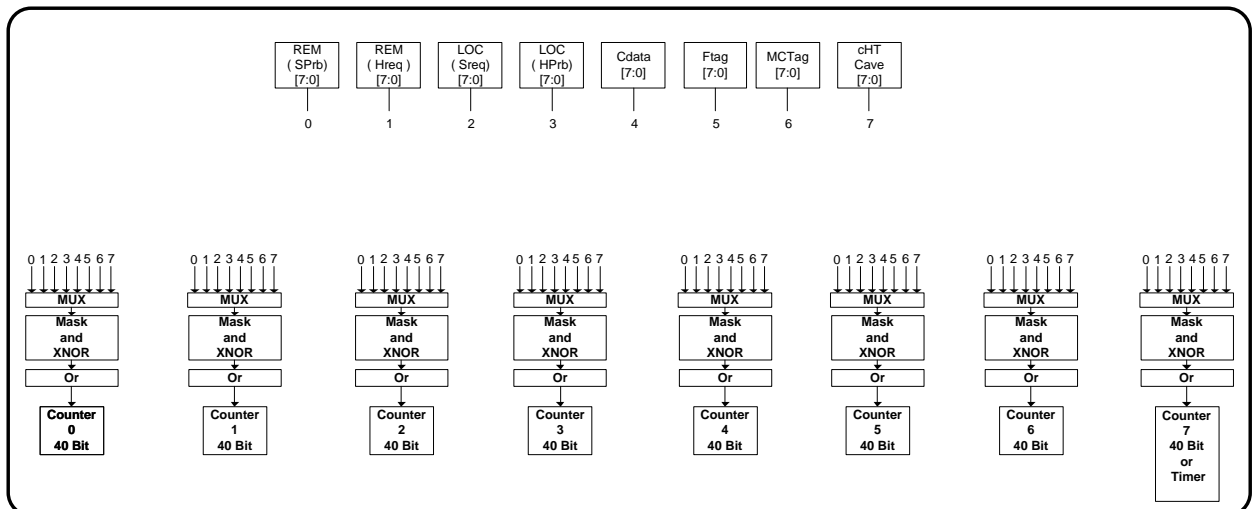 REM
( SPrb)
[7:0]
REM
( Hreq )
[7:0]
LOC
(Sreq)
[7:0]
LOC
( HPrb)
[7:0]
Cdata
[7:0]
Ftag
[7:0]
MCTag
[7:0]
cHT
Cave
[7:0]
0 1 2 3 4 5 6 7
0 1 2 3 4 5 6 7
MUX
Mask
and
XNOR
Or
Counter
0
40 Bit
0 1 2 3 4 5 6 7
MUX
Mask
and
XNOR
Or
Counter
1
40 Bit
0 1 2 3 4 5 6 7
MUX
Mask
and
XNOR
Or
Counter
2
40 Bit
0 1 2 3 4 5 6 7
MUX
Mask
and
XNOR
Or
Counter
3
40 Bit
0 1 2 3 4 5 6 7
MUX
Mask
and
XNOR
Or
Counter
4
40 Bit
0 1 2 3 4 5 6 7
MUX
Mask
and
XNOR
Or
Counter
5
40 Bit
0 1 2 3 4 5 6 7
MUX
Mask
and
XNOR
Or
Counter
6
40 Bit
0 1 2 3 4 5 6 7
MUX
Mask
and
XNOR
Or
Counter
7
40 Bit
or
Timer